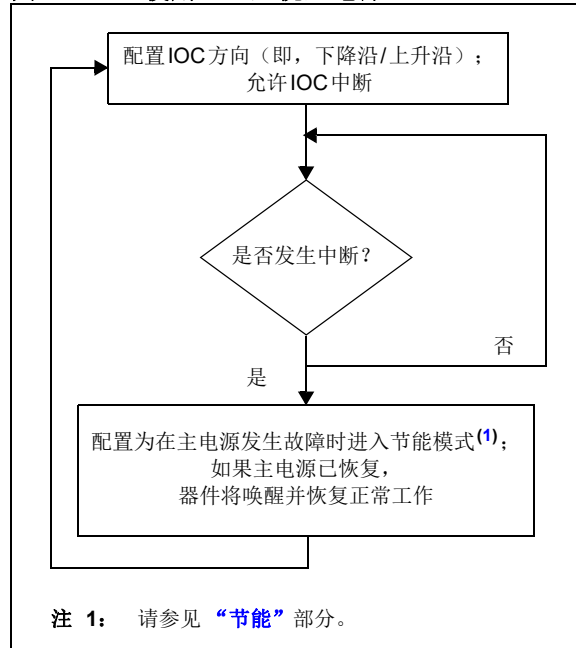 配置IOC方向（即，下降沿/上升沿）；
允许IOC中断
是否发生中断？
否
是
配置为在主电源发生故障时进入节能模式(1)；
如果主电源已恢复，
器件将唤醒并恢复正常工作
注 1： 请参见 “节能”部分。